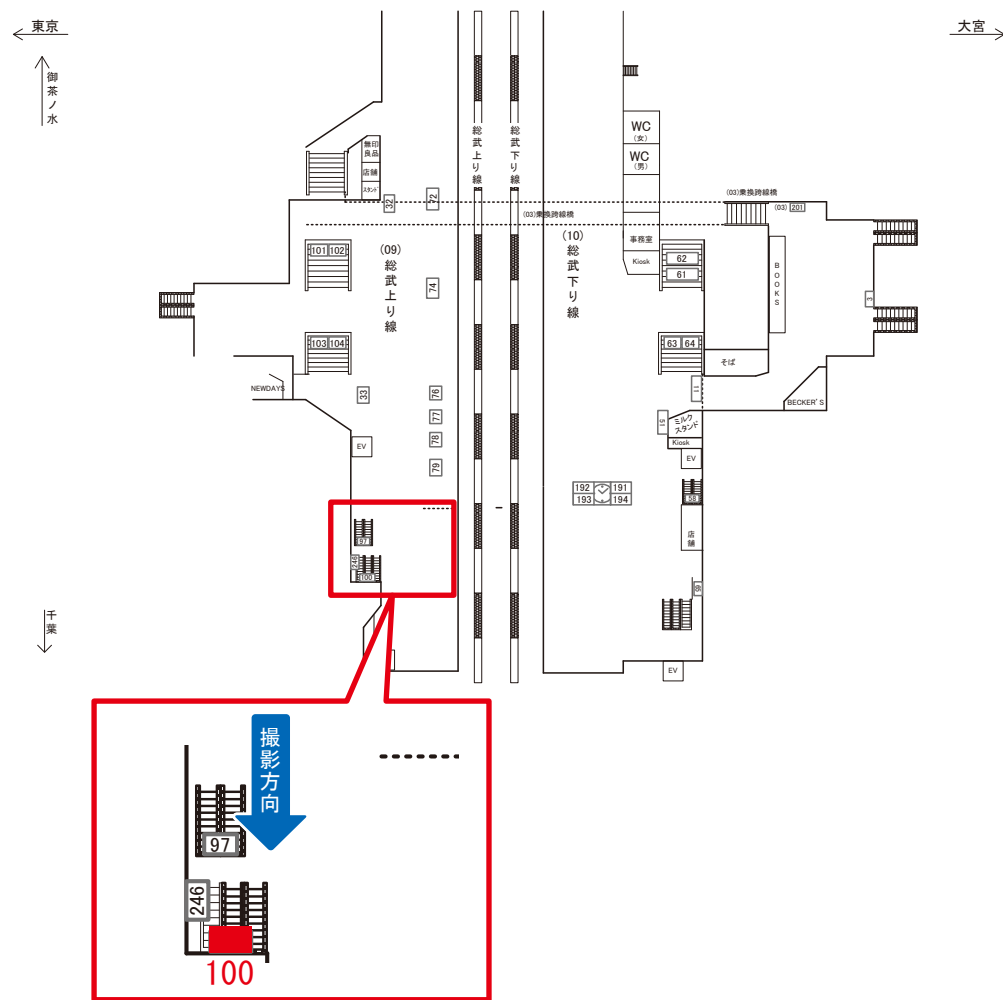 東京
大宮
御茶ノ水
千葉
無印
良品
店舗
スタンド
32
72
総武上り線
総武下り線
WC
(女)
WC
(男)
(03)乗換跨線橋
(03)乗換跨線橋
(03)
201
101
102
(09)
総武上り線
(10)
総武下り線
事務室
Kiosk
62
61
BOOKS
3
74
103
104
63
64
そば
NEWDAYS
33
76
77
78
79
11
BECKER'S
51
ミルク
スタンド
Kiosk
EV
EV
192
191
193
194
58
店舗
97
246
100
65
EV
撮影方向
97
246
100